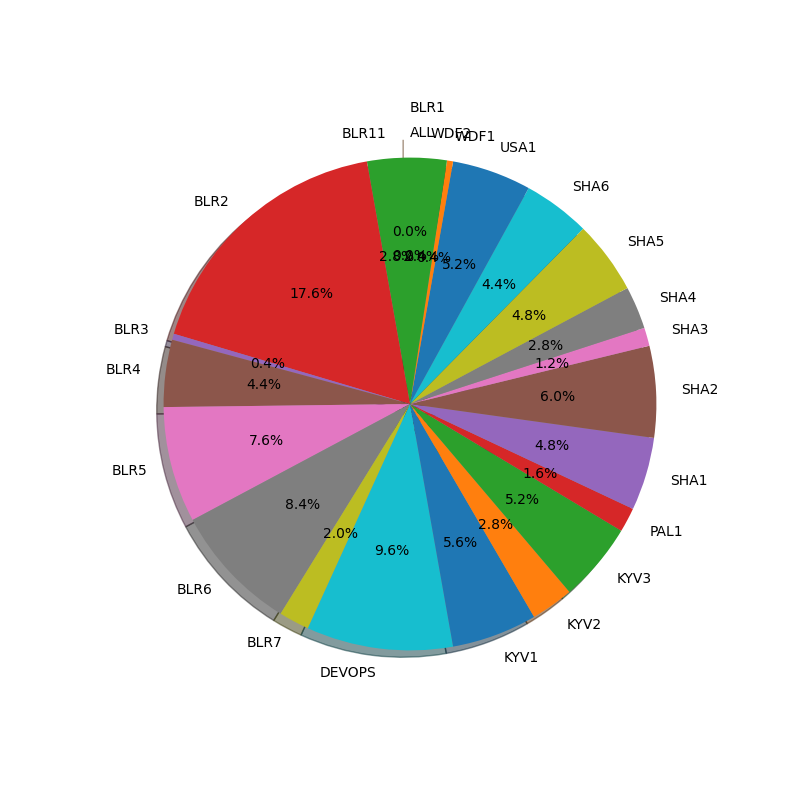 BLR1
ALL
WDF2
WDF1
BLR11
USA1
SHA6
BLR2
SHA5
0.0%
5.2%
4.4%
17.6%
SHA4
4.8%
BLR3
SHA3
2.8%
0.4%
1.2%
BLR4
4.4%
SHA2
6.0%
7.6%
4.8%
BLR5
SHA1
1.6%
8.4%
5.2%
2.8%
PAL1
2.0%
9.6%
5.6%
KYV3
BLR6
KYV2
BLR7
KYV1
DEVOPS